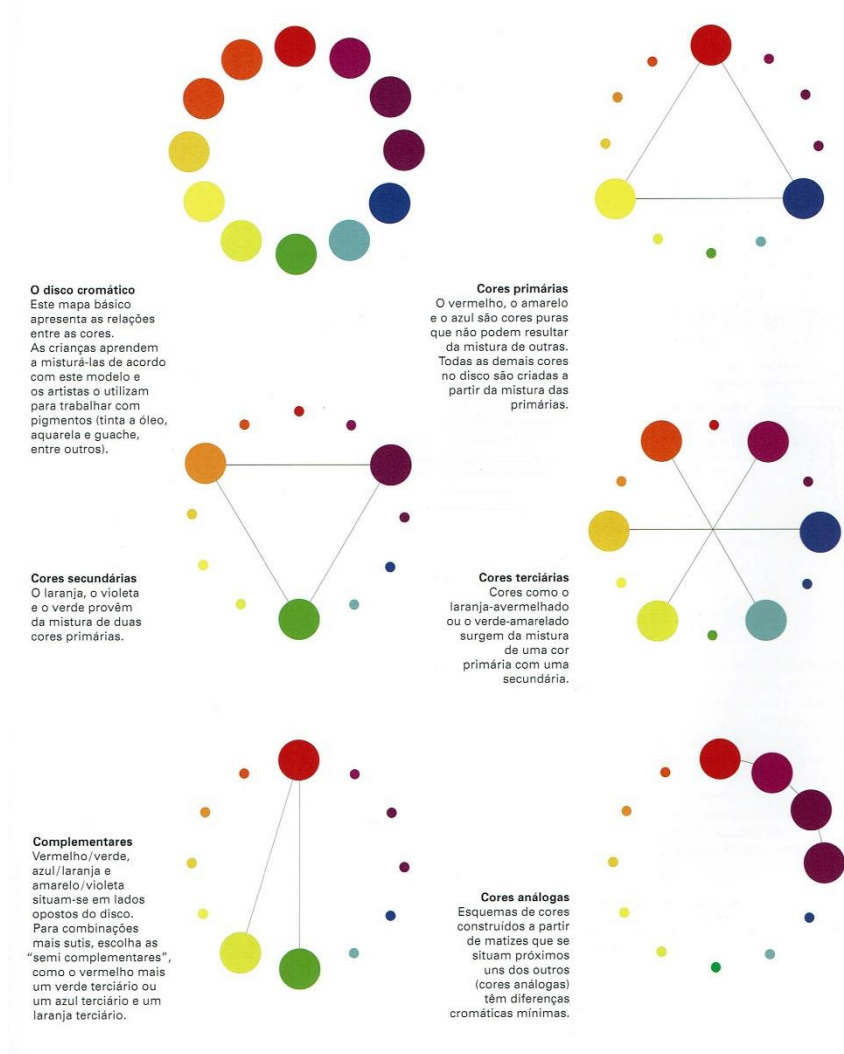 O disco cromático
Este mapa básico
apresenta as relações
entre as cores.
As crianças aprendem
a misturá-las de acordo
com este modelo e
os artistas o utilizam
para trabalhar com
pigmentos (tinta a óleo,
aquarela e guache,
entre outros).
Cores primárias
O vermelho, o amarelo
e o azul são cores puras
que não podem resultar
da mistura de outras.
Todas as demais cores
no disco são criadas a
partir da mistura das
primárias.
Cores secundárias
O laranja, o violeta
e o verde provêm
da mistura de duas
cores primárias.
Cores terciárias
Cores como o
laranja-avermelhado
ou o verde-amarelado
surgem da mistura
de uma cor
primária com uma
secundária.
Complementares
Vermelho/verde,
azul/laranja e
amarelo/violeta
situam-se em lados
opostos do disco.
Para combinações
mais sutis, escolha as
“semi complementares”,
como o vermelho mais
um verde terciário ou
um azul terciário e um
laranja terciário.
Cores análogas
Esquemas de cores
construídos a partir
de matizes que se
situam próximos
uns dos outros
(cores análogas)
têm diferenças
cromáticas mínimas.